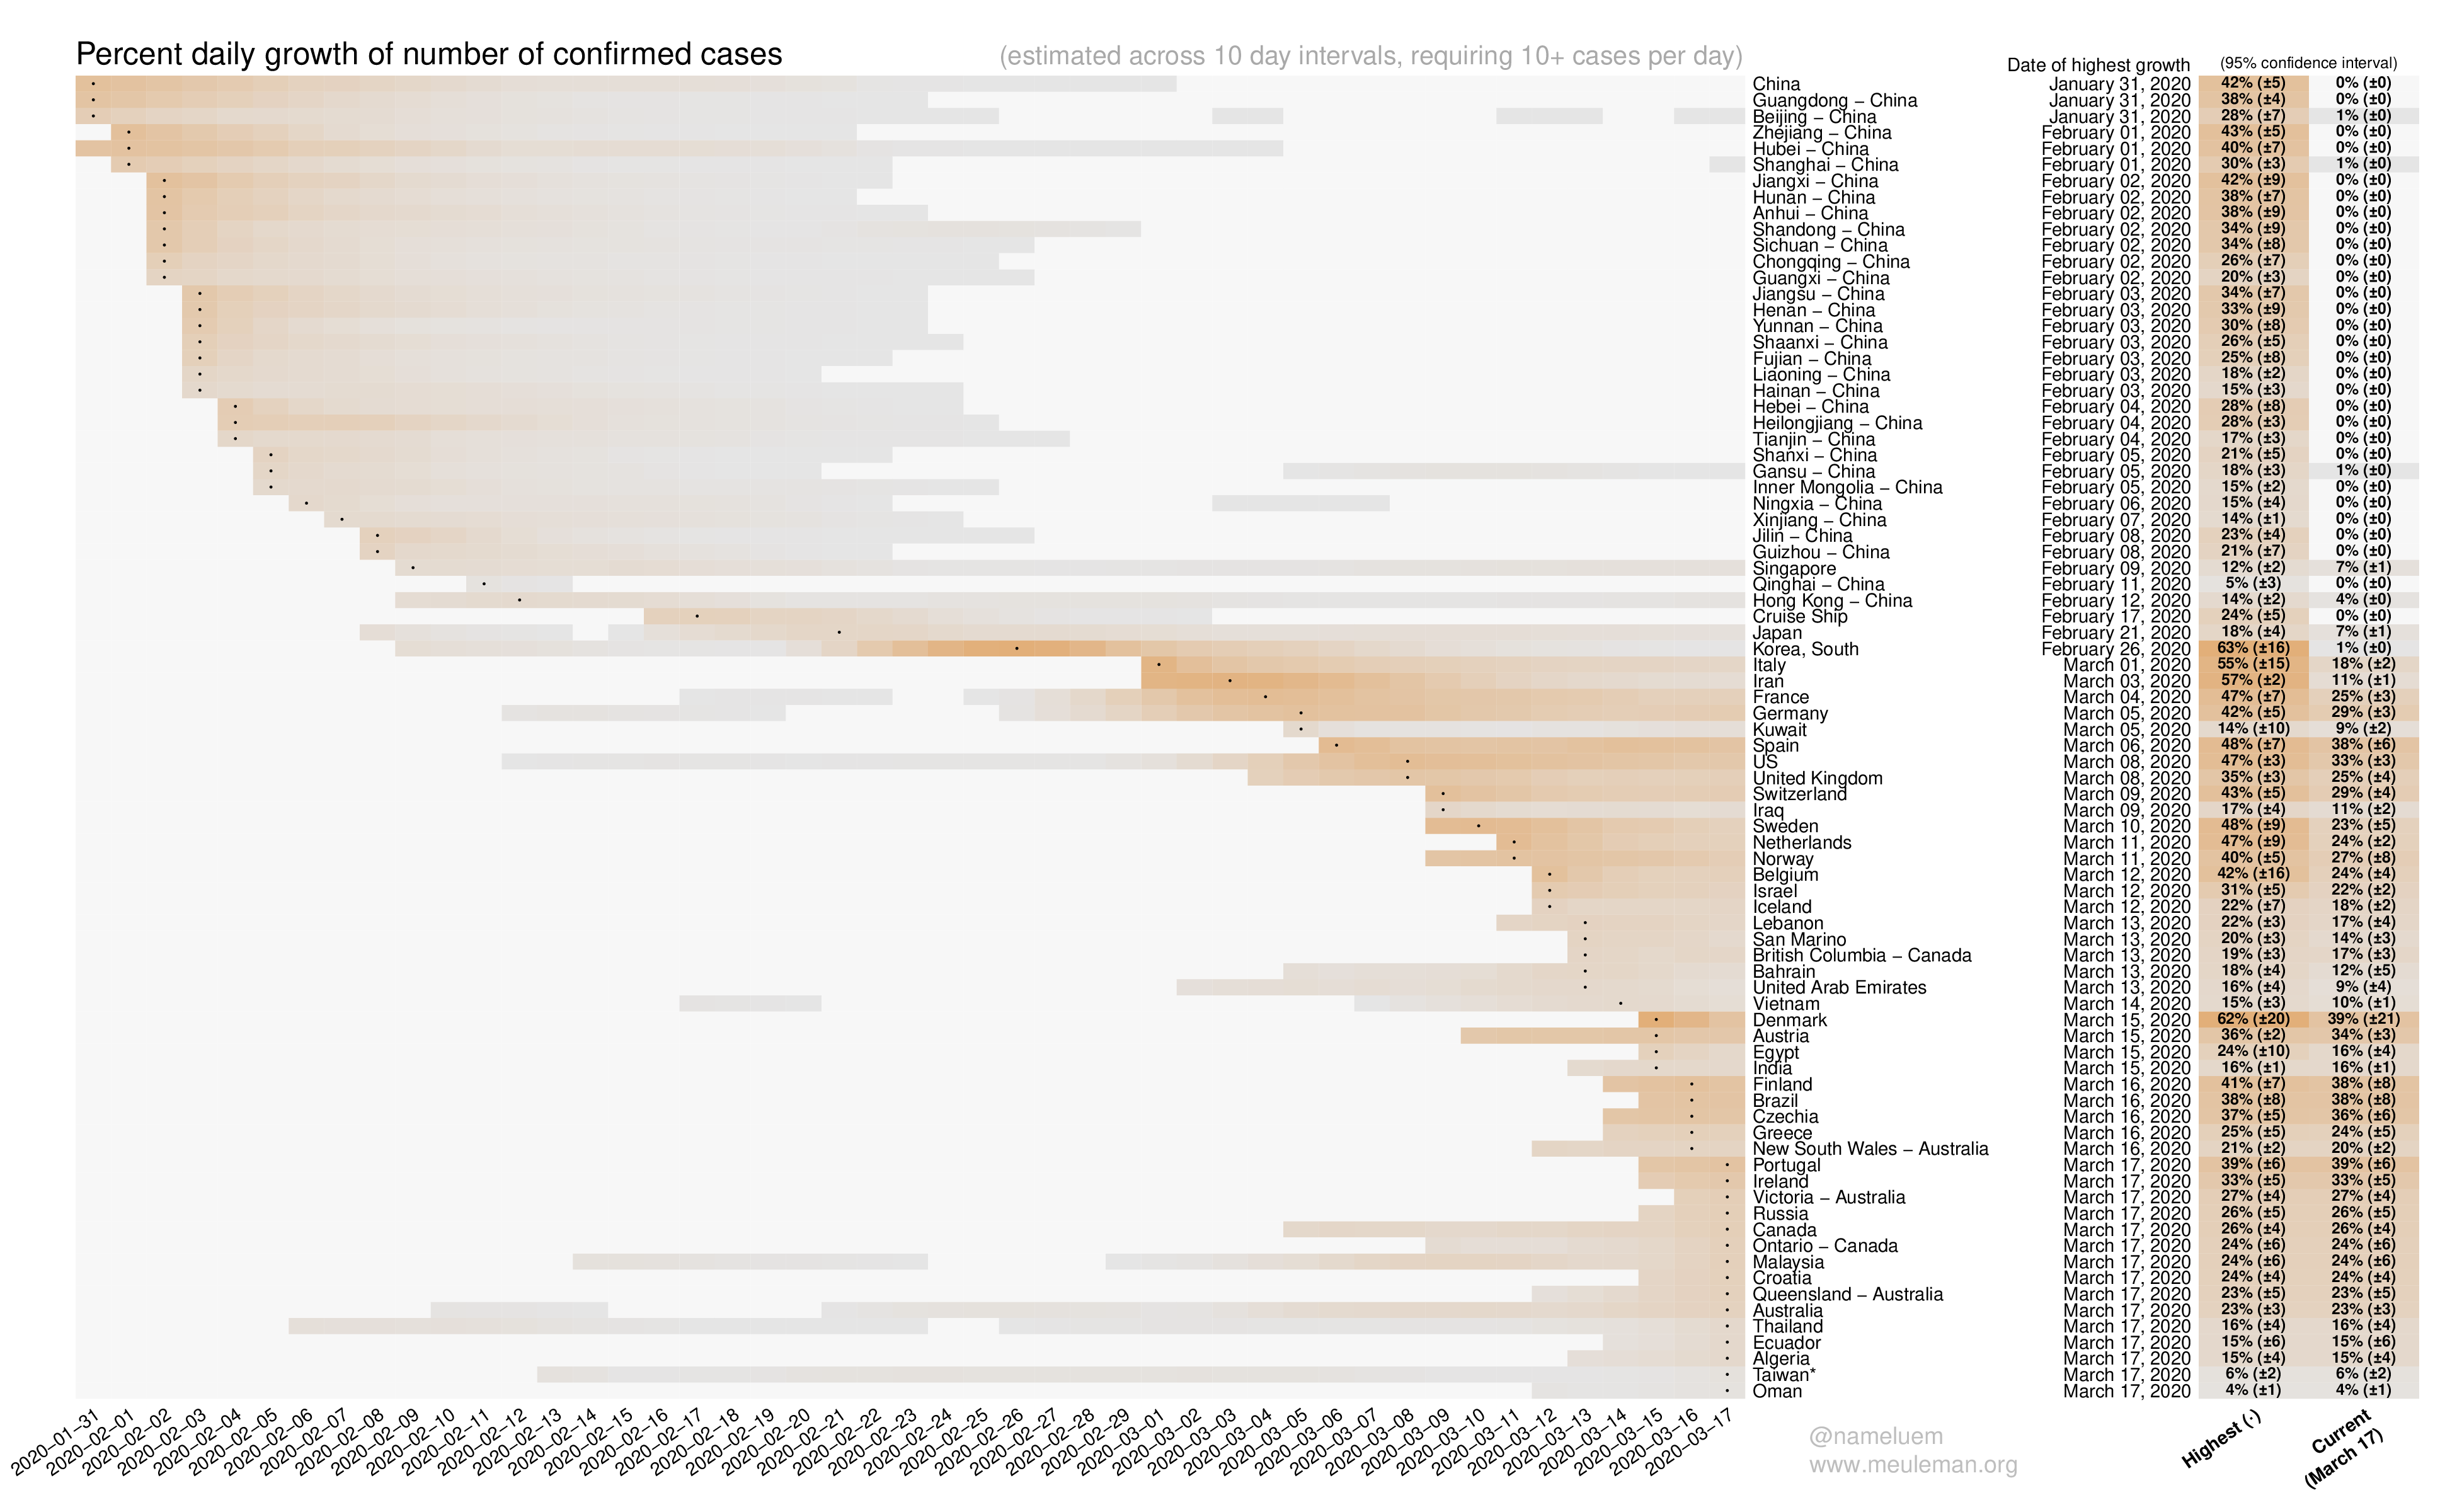 Percent daily growth of number of confirmed cases (estimated across 10 day intervals, requiring 10+ cases per day) Date of highest growth (95% confidence interval)
China January 31, 2020 42% (±5) 0% (±0)
Guangdong – China January 31, 2020 38% (±4) 0% (±0)
Beijing – China January 31, 2020 28% (±7) 1% (±0)
Zhejiang – China February 01, 2020 43% (±5) 0% (±0)
Hubei – China February 01, 2020 40% (±7) 0% (±0)
Shanghai – China February 01, 2020 30% (±3) 1% (±0)
Jiangxi – China February 02, 2020 42% (±9) 0% (±0)
Hunan – China February 02, 2020 38% (±7) 0% (±0)
Anhui – China February 02, 2020 38% (±9) 0% (±0)
Shandong – China February 02, 2020 34% (±9) 0% (±0)
Sichuan – China February 02, 2020 34% (±8) 0% (±0)
Chongqing – China February 02, 2020 26% (±7) 0% (±0)
Guangxi – China February 02, 2020 20% (±3) 0% (±0)
Jiangsu – China February 03, 2020 34% (±7) 0% (±0)
Henan – China February 03, 2020 33% (±9) 0% (±0)
Yunnan – China February 03, 2020 30% (±8) 0% (±0)
Shaanxi – China February 03, 2020 26% (±5) 0% (±0)
Fujian – China February 03, 2020 25% (±8) 0% (±0)
Liaoning – China February 03, 2020 18% (±2) 0% (±0)
Hainan – China February 03, 2020 15% (±3) 0% (±0)
Hebei – China February 04, 2020 28% (±8) 0% (±0)
Heilongjiang – China February 04, 2020 28% (±3) 0% (±0)
Tianjin – China February 04, 2020 17% (±3) 0% (±0)
Shanxi – China February 05, 2020 21% (±5) 0% (±0)
Gansu – China February 05, 2020 18% (±3) 1% (±0)
Inner Mongolia – China February 05, 2020 15% (±2) 0% (±0)
Ningxia – China February 06, 2020 15% (±4) 0% (±0)
Xinjiang – China February 07, 2020 14% (±1) 0% (±0)
Jilin – China February 08, 2020 23% (±4) 0% (±0)
Guizhou – China February 08, 2020 21% (±7) 0% (±0)
Singapore February 09, 2020 12% (±2) 7% (±1)
Qinghai – China February 11, 2020 5% (±3) 0% (±0)
Hong Kong – China February 12, 2020 14% (±2) 4% (±0)
Cruise Ship February 17, 2020 24% (±5) 0% (±0)
Japan February 21, 2020 18% (±4) 7% (±1)
Korea, South February 26, 2020 63% (±16) 1% (±0)
Italy March 01, 2020 55% (±15) 18% (±2)
Iran March 03, 2020 57% (±2) 11% (±1)
France March 04, 2020 47% (±7) 25% (±3)
Germany March 05, 2020 42% (±5) 29% (±3)
Kuwait March 05, 2020 14% (±10) 9% (±2)
Spain March 06, 2020 48% (±7) 38% (±6)
US March 08, 2020 47% (±3) 33% (±3)
United Kingdom March 08, 2020 35% (±3) 25% (±4)
Switzerland March 09, 2020 43% (±5) 29% (±4)
Iraq March 09, 2020 17% (±4) 11% (±2)
Sweden March 10, 2020 48% (±9) 23% (±5)
Netherlands March 11, 2020 47% (±9) 24% (±2)
Norway March 11, 2020 40% (±5) 27% (±8)
Belgium March 12, 2020 42% (±16) 24% (±4)
Israel March 12, 2020 31% (±5) 22% (±2)
Iceland March 12, 2020 22% (±7) 18% (±2)
Lebanon March 13, 2020 22% (±3) 17% (±4)
San Marino March 13, 2020 20% (±3) 14% (±3)
British Columbia – Canada March 13, 2020 19% (±3) 17% (±3)
Bahrain March 13, 2020 18% (±4) 12% (±5)
United Arab Emirates March 13, 2020 16% (±4) 9% (±4)
Vietnam March 14, 2020 15% (±3) 10% (±1)
Denmark March 15, 2020 62% (±20) 39% (±21)
Austria March 15, 2020 36% (±2) 34% (±3)
Egypt March 15, 2020 24% (±10) 16% (±4)
India March 15, 2020 16% (±1) 16% (±1)
Finland March 16, 2020 41% (±7) 38% (±8)
Brazil March 16, 2020 38% (±8) 38% (±8)
Czechia March 16, 2020 37% (±5) 36% (±6)
Greece March 16, 2020 25% (±5) 24% (±5)
New South Wales – Australia March 16, 2020 21% (±2) 20% (±2)
Portugal March 17, 2020 39% (±6) 39% (±6)
Ireland March 17, 2020 33% (±5) 33% (±5)
Victoria – Australia March 17, 2020 27% (±4) 27% (±4)
Russia March 17, 2020 26% (±5) 26% (±5)
Canada March 17, 2020 26% (±4) 26% (±4)
Ontario – Canada March 17, 2020 24% (±6) 24% (±6)
Malaysia March 17, 2020 24% (±6) 24% (±6)
Croatia March 17, 2020 24% (±4) 24% (±4)
Queensland – Australia March 17, 2020 23% (±5) 23% (±5)
Australia March 17, 2020 23% (±3) 23% (±3)
Thailand March 17, 2020 16% (±4) 16% (±4)
Ecuador March 17, 2020 15% (±6) 15% (±6)
Algeria March 17, 2020 15% (±4) 15% (±4)
Taiwan* March 17, 2020 6% (±2) 6% (±2)
Oman March 17, 2020 4% (±1) 4% (±1)
2020–01–31
2020–02–01
2020–02–02
2020–02–03
2020–02–04
2020–02–05
2020–02–06
2020–02–07
2020–02–08
2020–02–09
2020–02–10
2020–02–11
2020–02–12
2020–02–13
2020–02–14
2020–02–15
2020–02–16
2020–02–17
2020–02–18
2020–02–19
2020–02–20
2020–02–21
2020–02–22
2020–02–23
2020–02–24
2020–02–25
2020–02–26
2020–02–27
2020–02–28
2020–02–29
2020–03–01
2020–03–02
2020–03–03
2020–03–04
2020–03–05
2020–03–06
2020–03–07
2020–03–08
2020–03–09
2020–03–10
2020–03–11
2020–03–12
2020–03–13
2020–03–14
2020–03–15
2020–03–16
2020–03–17
@nameluem
www.meuleman.org
Highest (·)
Current
(March 17)